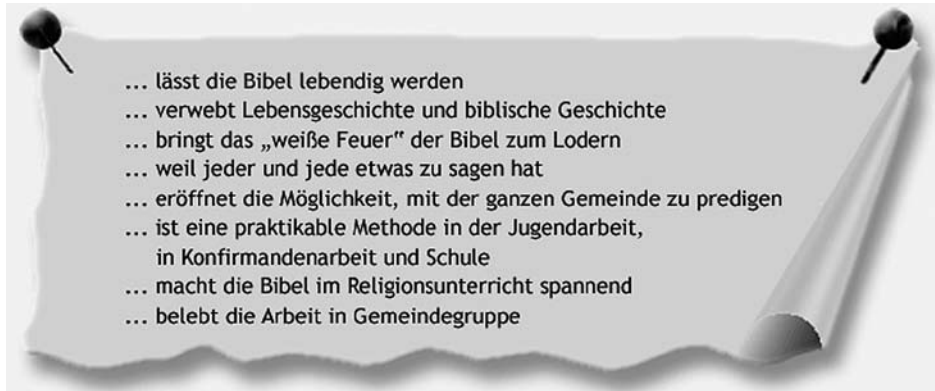 ... lässt die Bibel lebendig werden
... verwebt Lebensgeschichte und biblische Geschichte
... bringt das „weiße Feuer“ der Bibel zum Lodern
... weil jeder und jede etwas zu sagen hat
... eröffnet die Möglichkeit, mit der ganzen Gemeinde zu predigen
... ist eine praktikable Methode in der Jugendarbeit,
in Konfirmandenarbeit und Schule
... macht die Bibel im Religionsunterricht spannend
... belebt die Arbeit in Gemeindegruppe